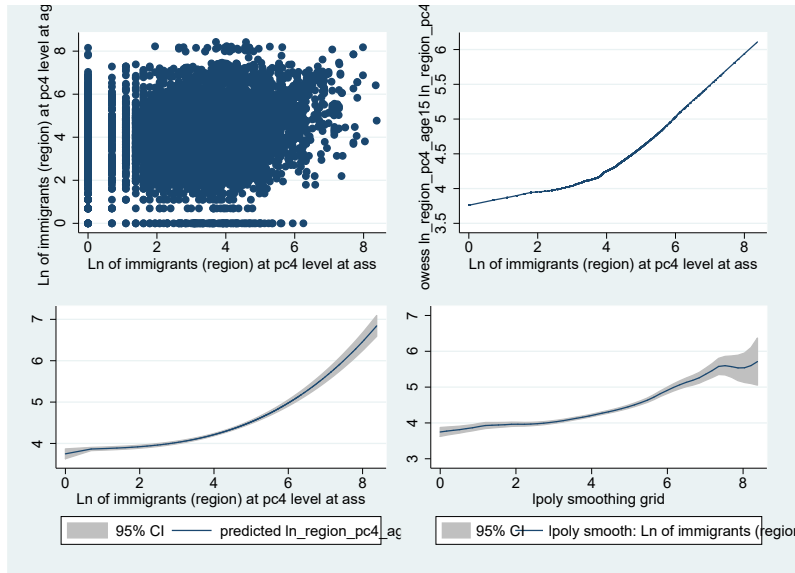 Ln of immigrants (region) at pc4 level at ag
8
6
4
2
0
0 2 4 6 8
Ln of immigrants (region) at pc4 level at ass
owess ln_region_pc4_age15 ln_region_pc4
6
5.5
5
4.5
4
3.5
0 2 4 6 8
Ln of immigrants (region) at pc4 level at ass
7
6
5
4
0 2 4 6 8
Ln of immigrants (region) at pc4 level at ass
95% CI predicted ln_region_pc4_ag
7
6
5
4
3
0 2 4 6 8
lpoly smoothing grid
95% CI lpoly smooth: Ln of immigrants (region